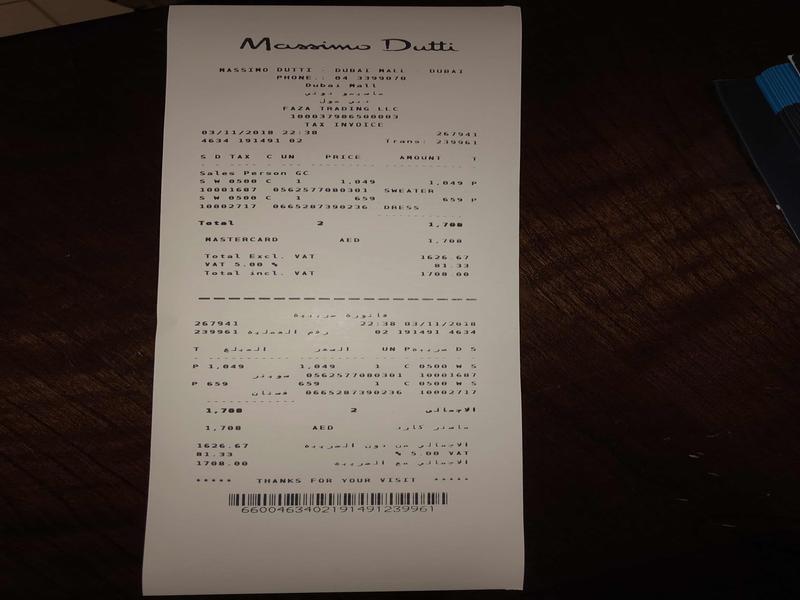 Massimo Dutti
MASSIMO DUTTI - DUBAI MALL DUBAI
PHONE.: 04 3399070
Dubai Mall
ماسيمو دوتي
دبي مول
FAZA TRADING LLC
100037986500003
TAX INVOICE
03/11/2018 22:38 267941
4634 191491 02 Trans: 239961
S D TAX C UN PRICE AMOUNT T
Sales Person GC
S W 0500 C 1 1,049 1,049 P
10001687 0562577080301 SWEATER
S W 0500 C 1 659 659 P
10002717 0665287390236 DRESS
Total 2 1,708
MASTERCARD AED 1,708
Total Excl. VAT 1626.67
VAT 5.00 % 81.33
Total incl. VAT 1708.00
فاتورة ضريبية
267941 22:38 03/11/2018
239961 رقم العملية 02 191491 4634
T المبلغ السعر UN Pضريبة D S
P 1,049 1,049 1 C 0500 W S
0562577080301 سويتر 10001687
P 659 659 1 C 0500 W S
0665287390236 فستان 10002717
1,708 2 الاجمالي
1,708 AED ماستر كارد
1626.67 الاجمالي من دون الضريبه
81.33 % 5.00 VAT
1708.00 الاجمالي مع الضريبه
***** THANKS FOR YOUR VISIT *****
6600463402191491239961